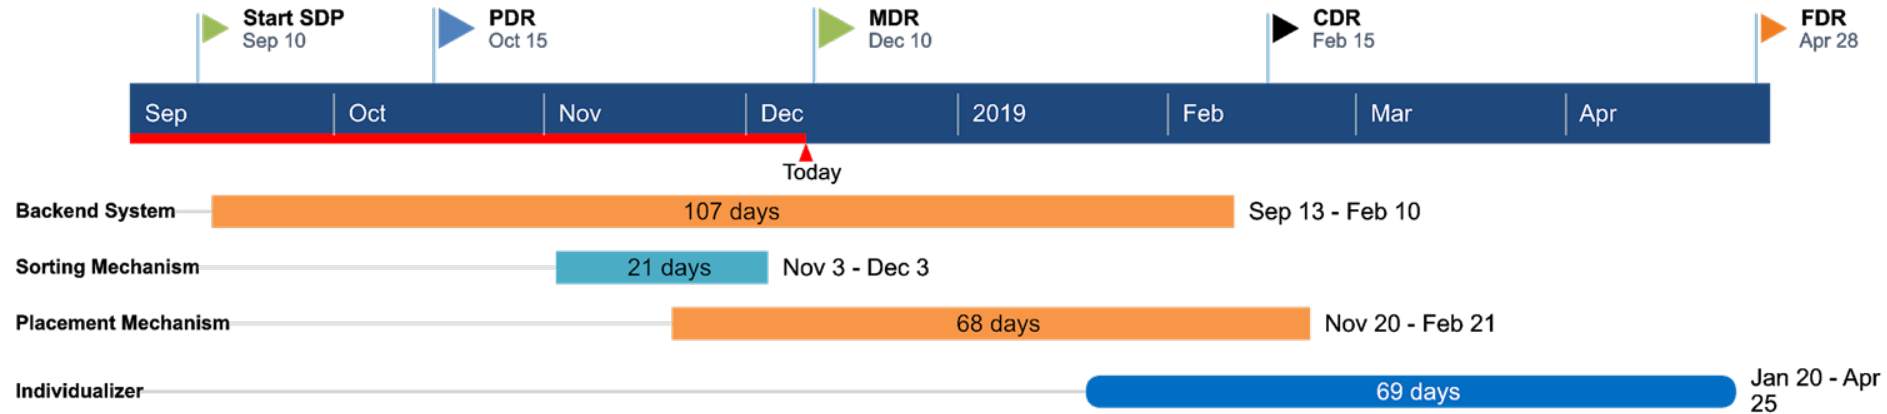 Start SDP
Sep 10
PDR
Oct 15
MDR
Dec 10
CDR
Feb 15
FDR
Apr 28
Sep Oct Nov Dec 2019 Feb Mar Apr
Today
Backend System 107 days Sep 13 - Feb 10
Sorting Mechanism 21 days Nov 3 - Dec 3
Placement Mechanism 68 days Nov 20 - Feb 21
Individualizer 69 days Jan 20 - Apr
25